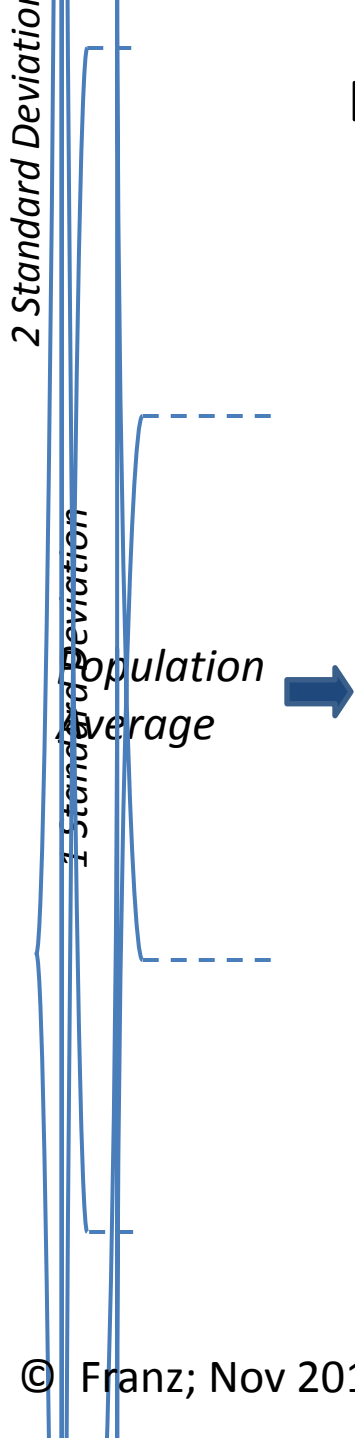 2 Standard Deviation
1 Standard Deviation
Population
Average
© Franz; Nov 201